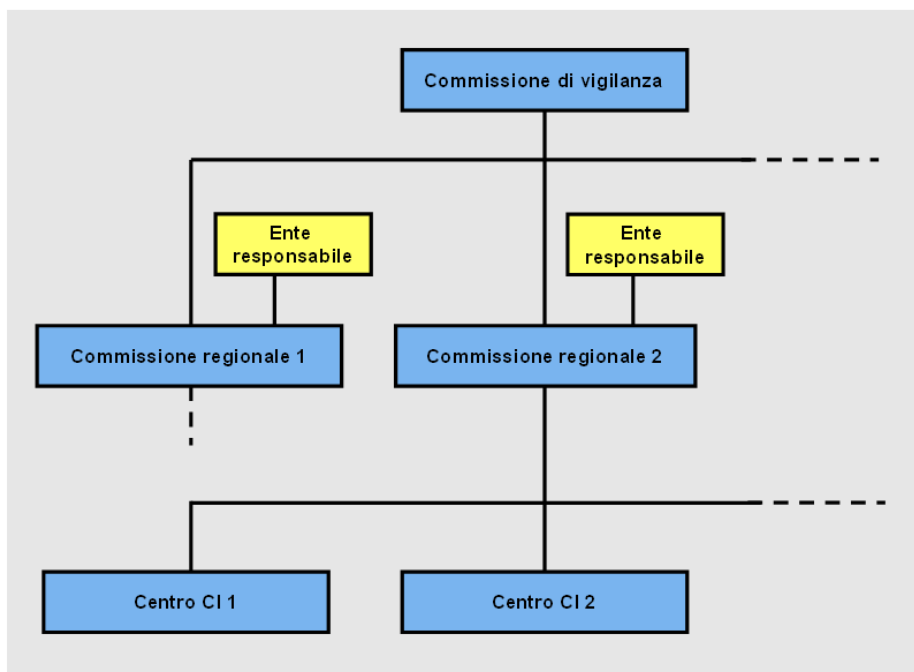 Commissione di vigilanza
Ente
responsabile
Ente
responsabile
Commissione regionale 1
Commissione regionale 2
Centro CI 1
Centro CI 2